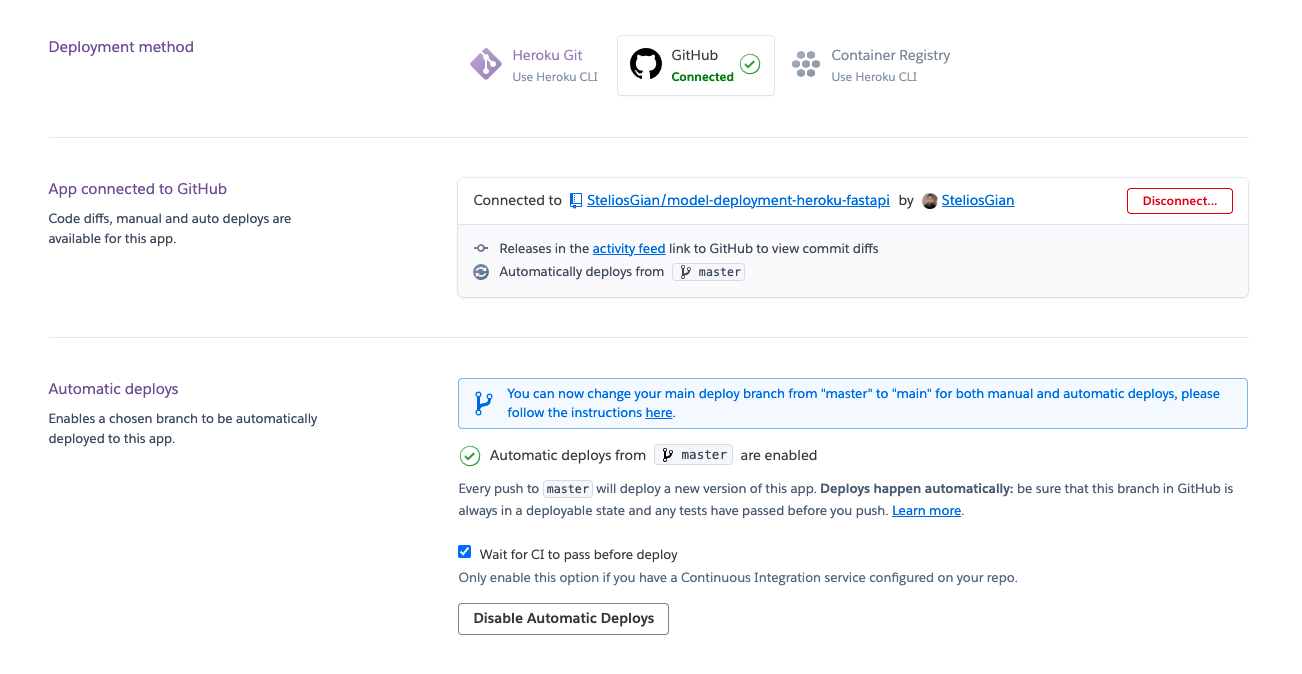 Deployment method
Heroku Git
Use Heroku CLI
GitHub
Connected
Container Registry
Use Heroku CLI
App connected to GitHub
Code diffs, manual and auto deploys are
available for this app.
Connected to SteliosGian/model-deployment-heroku-fastapi by SteliosGian
Disconnect...
Releases in the activity feed link to GitHub to view commit diffs
Automatically deploys from master
Automatic deploys
Enables a chosen branch to be automatically
deployed to this app.
You can now change your main deploy branch from "master" to "main" for both manual and automatic deploys, please
follow the instructions here.
Automatic deploys from master are enabled
Every push to master will deploy a new version of this app. Deploys happen automatically: be sure that this branch in GitHub is
always in a deployable state and any tests have passed before you push. Learn more.
Wait for CI to pass before deploy
Only enable this option if you have a Continuous Integration service configured on your repo.
Disable Automatic Deploys